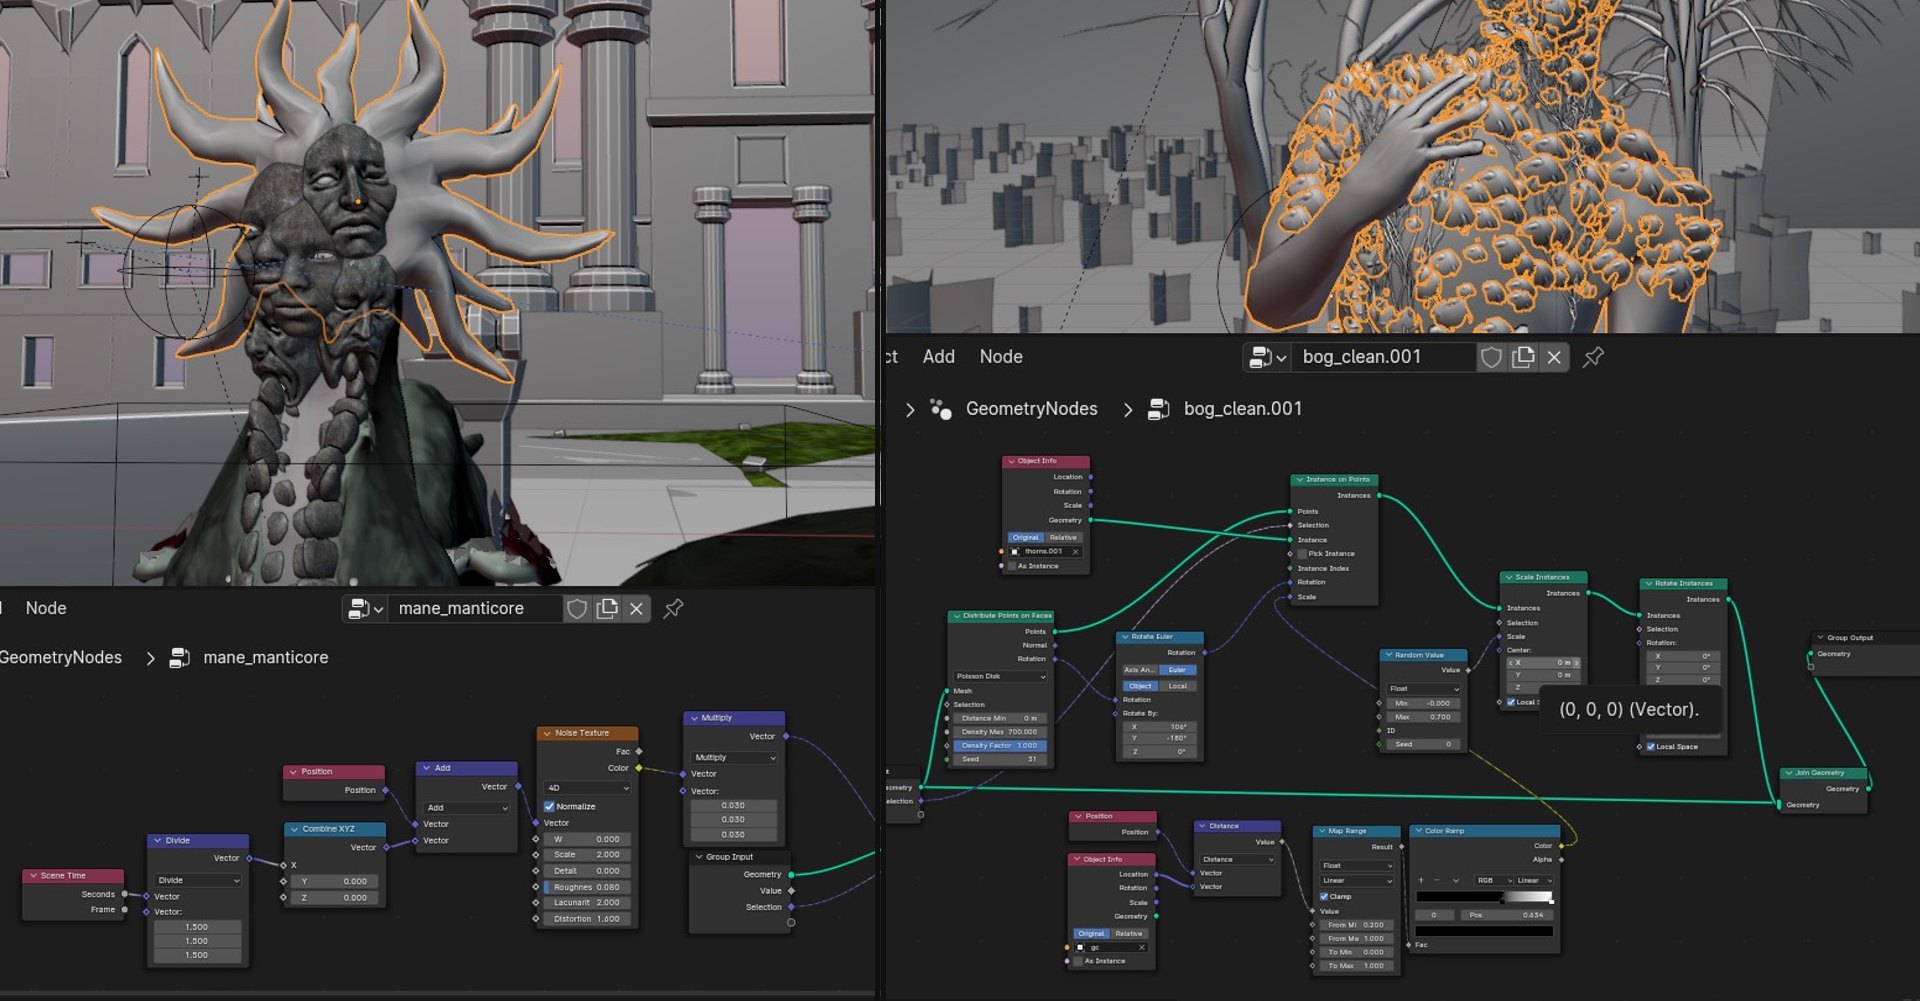 Node
mane_manticore
GeometryNodes
mane_manticore
Scene Time
Seconds
Frame
Divide
Vector
Divide
Vector
Vector:
1.500
1.500
1.500
Position
Position
Combine XYZ
Vector
X
Y 0.000
Z 0.000
Add
Vector
Add
Vector
Vector
Noise Texture
Fac
Color
4D
Normalize
Vector
W 0.000
Scale 2.000
Detail 0.000
Roughnes 0.080
Lacunarit 2.000
Distortion 1.600
Multiply
Vector
Multiply
Vector
Vector:
0.030
0.030
0.030
Group Input
Geometry
Value
Selection
ct Add Node
bog_clean.001
GeometryNodes
bog_clean.001
Object Info
Location
Rotation
Scale
Geometry
Original Relative
thorns.001
As Instance
Distribute Points on Faces
Points
Normal
Rotation
Poisson Disk
Mesh
Selection
Distance Min 0 m
Density Max 700.000
Density Factor 1.000
Seed 31
eometry
election
Rotate Euler
Rotation
Axis An... Euler
Object Local
Rotation
Rotate By:
X 106°
Y -180°
Z 0°
Instance on Points
Instances
Points
Selection
Instance
Pick Instance
Instance Index
Rotation
Scale
Random Value
Value
Float
Min -0.000
Max 0.700
ID
Seed 0
Scale Instances
Instances
Instances
Selection
Scale
Center:
X 0 m
Y 0 m
Z
Local S
(0, 0, 0) (Vector).
Rotate Instances
Instances
Instances
Selection
Rotation:
X 0°
Y 0°
Z 0°
Local Space
Group Output
Geometry
Join Geometry
Geometry
Geometry
Position
Position
Object Info
Location
Rotation
Scale
Geometry
Original Relative
gc
As Instance
Distance
Value
Distance
Vector
Vector
Map Range
Result
Float
Linear
Clamp
Value
From Mi 0.200
From Ma 1.000
To Min 0.000
To Max 1.000
Color Ramp
Color
Alpha
RGB Linear
0 Pos 0.634
Fac